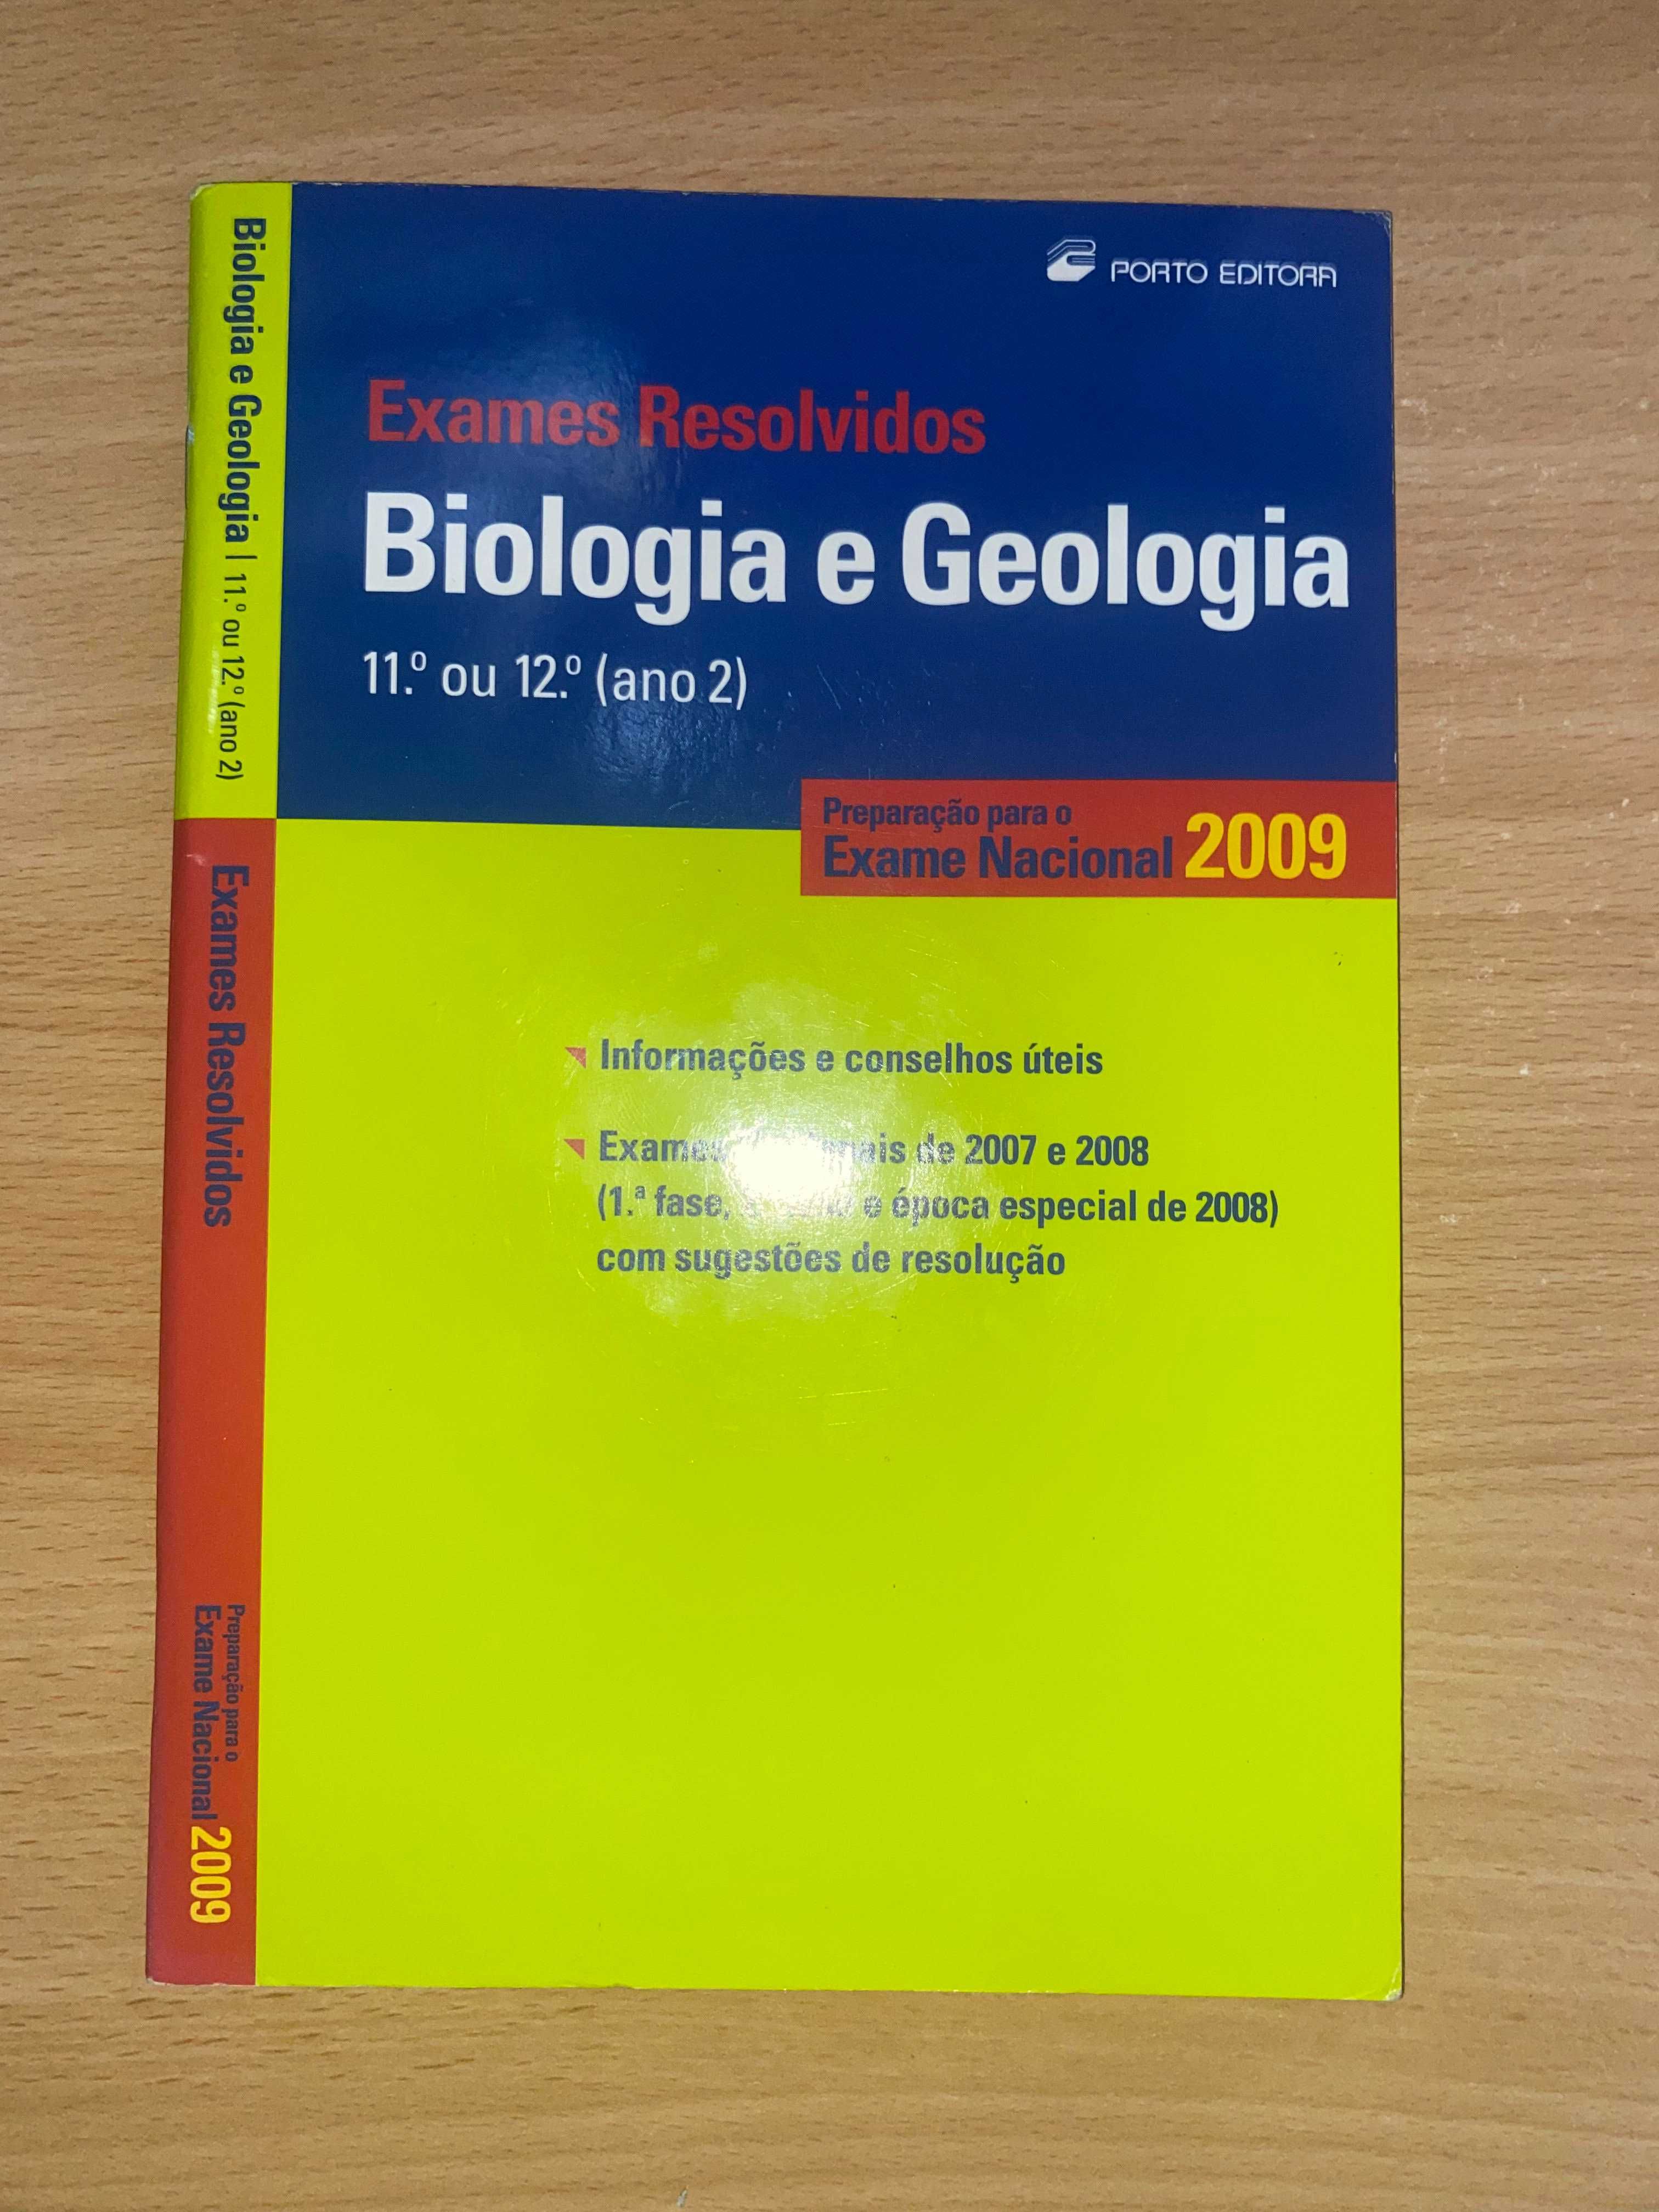 PORTO EDITORA
Exames Resolvidos
Biologia e Geologia
11.º ou 12.º (ano 2)
Preparação para o
Exame Nacional 2009
Informações e conselhos úteis
Exames de 2007 e 2008
(1.ª fase, e época especial de 2008)
com sugestões de resolução
Biologia e Geologia | 11.º ou 12.º (ano 2)
Exames Resolvidos
Preparação para o
Exame Nacional 2009